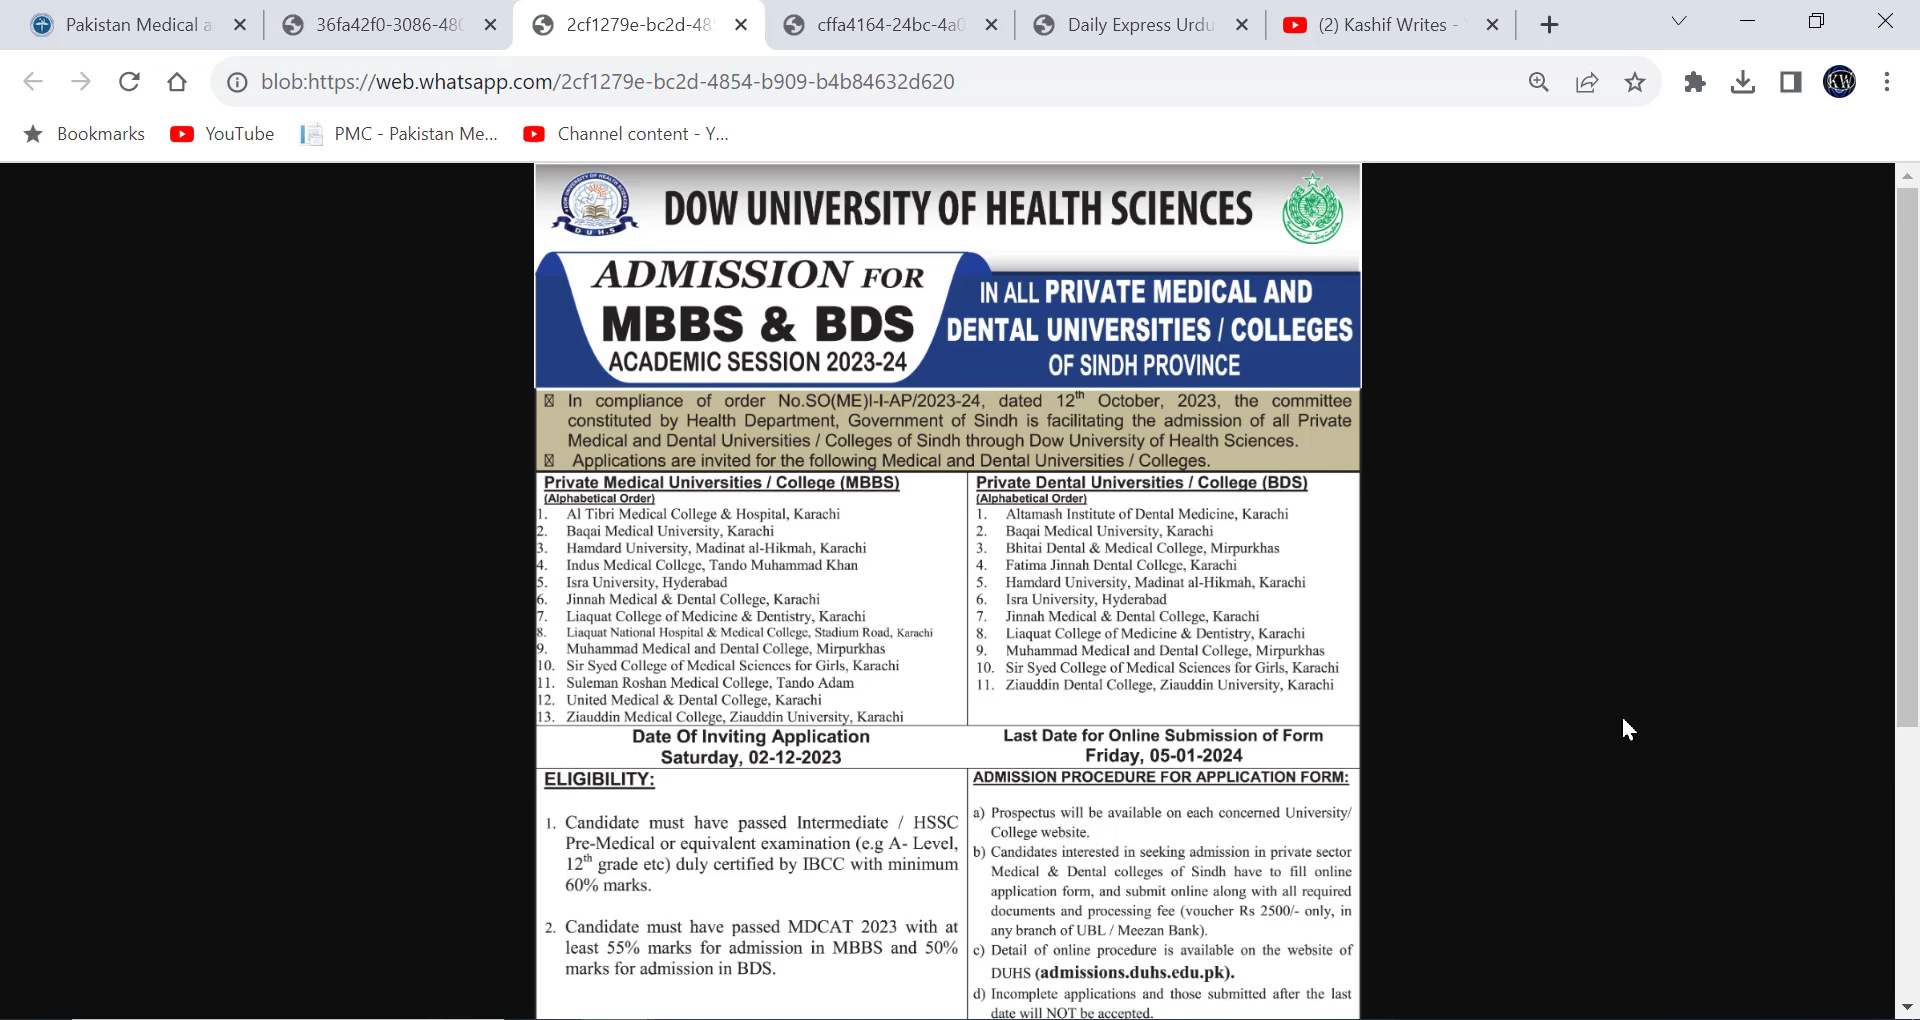 Pakistan Medical a
36fa42f0-3086-480
2cf1279e-bc2d-485
cffa4164-24bc-4a0
Daily Express Urdu
(2) Kashif Writes -
blob:https://web.whatsapp.com/2cf1279e-bc2d-4854-b909-b4b84632d620
KW
Bookmarks
YouTube
PMC - Pakistan Me...
Channel content - Y...
DOW UNIVERSITY OF HEALTH SCIENCES
D U H S
ADMISSION FOR
MBBS & BDS
ACADEMIC SESSION 2023-24
IN ALL PRIVATE MEDICAL AND
DENTAL UNIVERSITIES / COLLEGES
OF SINDH PROVINCE
In compliance of order No.SO(ME)I-I-AP/2023-24, dated 12th October, 2023, the committee
constituted by Health Department, Government of Sindh is facilitating the admission of all Private
Medical and Dental Universities / Colleges of Sindh through Dow University of Health Sciences.
Applications are invited for the following Medical and Dental Universities / Colleges.
Private Medical Universities / College (MBBS)
(Alphabetical Order)
1. Al Tibri Medical College & Hospital, Karachi
2. Baqai Medical University, Karachi
3. Hamdard University, Madinat al-Hikmah, Karachi
4. Indus Medical College, Tando Muhammad Khan
5. Isra University, Hyderabad
6. Jinnah Medical & Dental College, Karachi
7. Liaquat College of Medicine & Dentistry, Karachi
8. Liaquat National Hospital & Medical College, Stadium Road, Karachi
9. Muhammad Medical and Dental College, Mirpurkhas
10. Sir Syed College of Medical Sciences for Girls, Karachi
11. Suleman Roshan Medical College, Tando Adam
12. United Medical & Dental College, Karachi
13. Ziauddin Medical College, Ziauddin University, Karachi
Private Dental Universities / College (BDS)
(Alphabetical Order)
1. Altamash Institute of Dental Medicine, Karachi
2. Baqai Medical University, Karachi
3. Bhitai Dental & Medical College, Mirpurkhas
4. Fatima Jinnah Dental College, Karachi
5. Hamdard University, Madinat al-Hikmah, Karachi
6. Isra University, Hyderabad
7. Jinnah Medical & Dental College, Karachi
8. Liaquat College of Medicine & Dentistry, Karachi
9. Muhammad Medical and Dental College, Mirpurkhas
10. Sir Syed College of Medical Sciences for Girls, Karachi
11. Ziauddin Dental College, Ziauddin University, Karachi
Date Of Inviting Application
Saturday, 02-12-2023
Last Date for Online Submission of Form
Friday, 05-01-2024
ELIGIBILITY:
1. Candidate must have passed Intermediate / HSSC
Pre-Medical or equivalent examination (e.g A- Level,
12th grade etc) duly certified by IBCC with minimum
60% marks.
2. Candidate must have passed MDCAT 2023 with at
least 55% marks for admission in MBBS and 50%
marks for admission in BDS.
ADMISSION PROCEDURE FOR APPLICATION FORM:
a) Prospectus will be available on each concerned University/
College website.
b) Candidates interested in seeking admission in private sector
Medical & Dental colleges of Sindh have to fill online
application form, and submit online along with all required
documents and processing fee (voucher Rs 2500/- only, in
any branch of UBL / Meezan Bank).
c) Detail of online procedure is available on the website of
DUHS (admissions.duhs.edu.pk).
d) Incomplete applications and those submitted after the last
date will NOT be accepted.